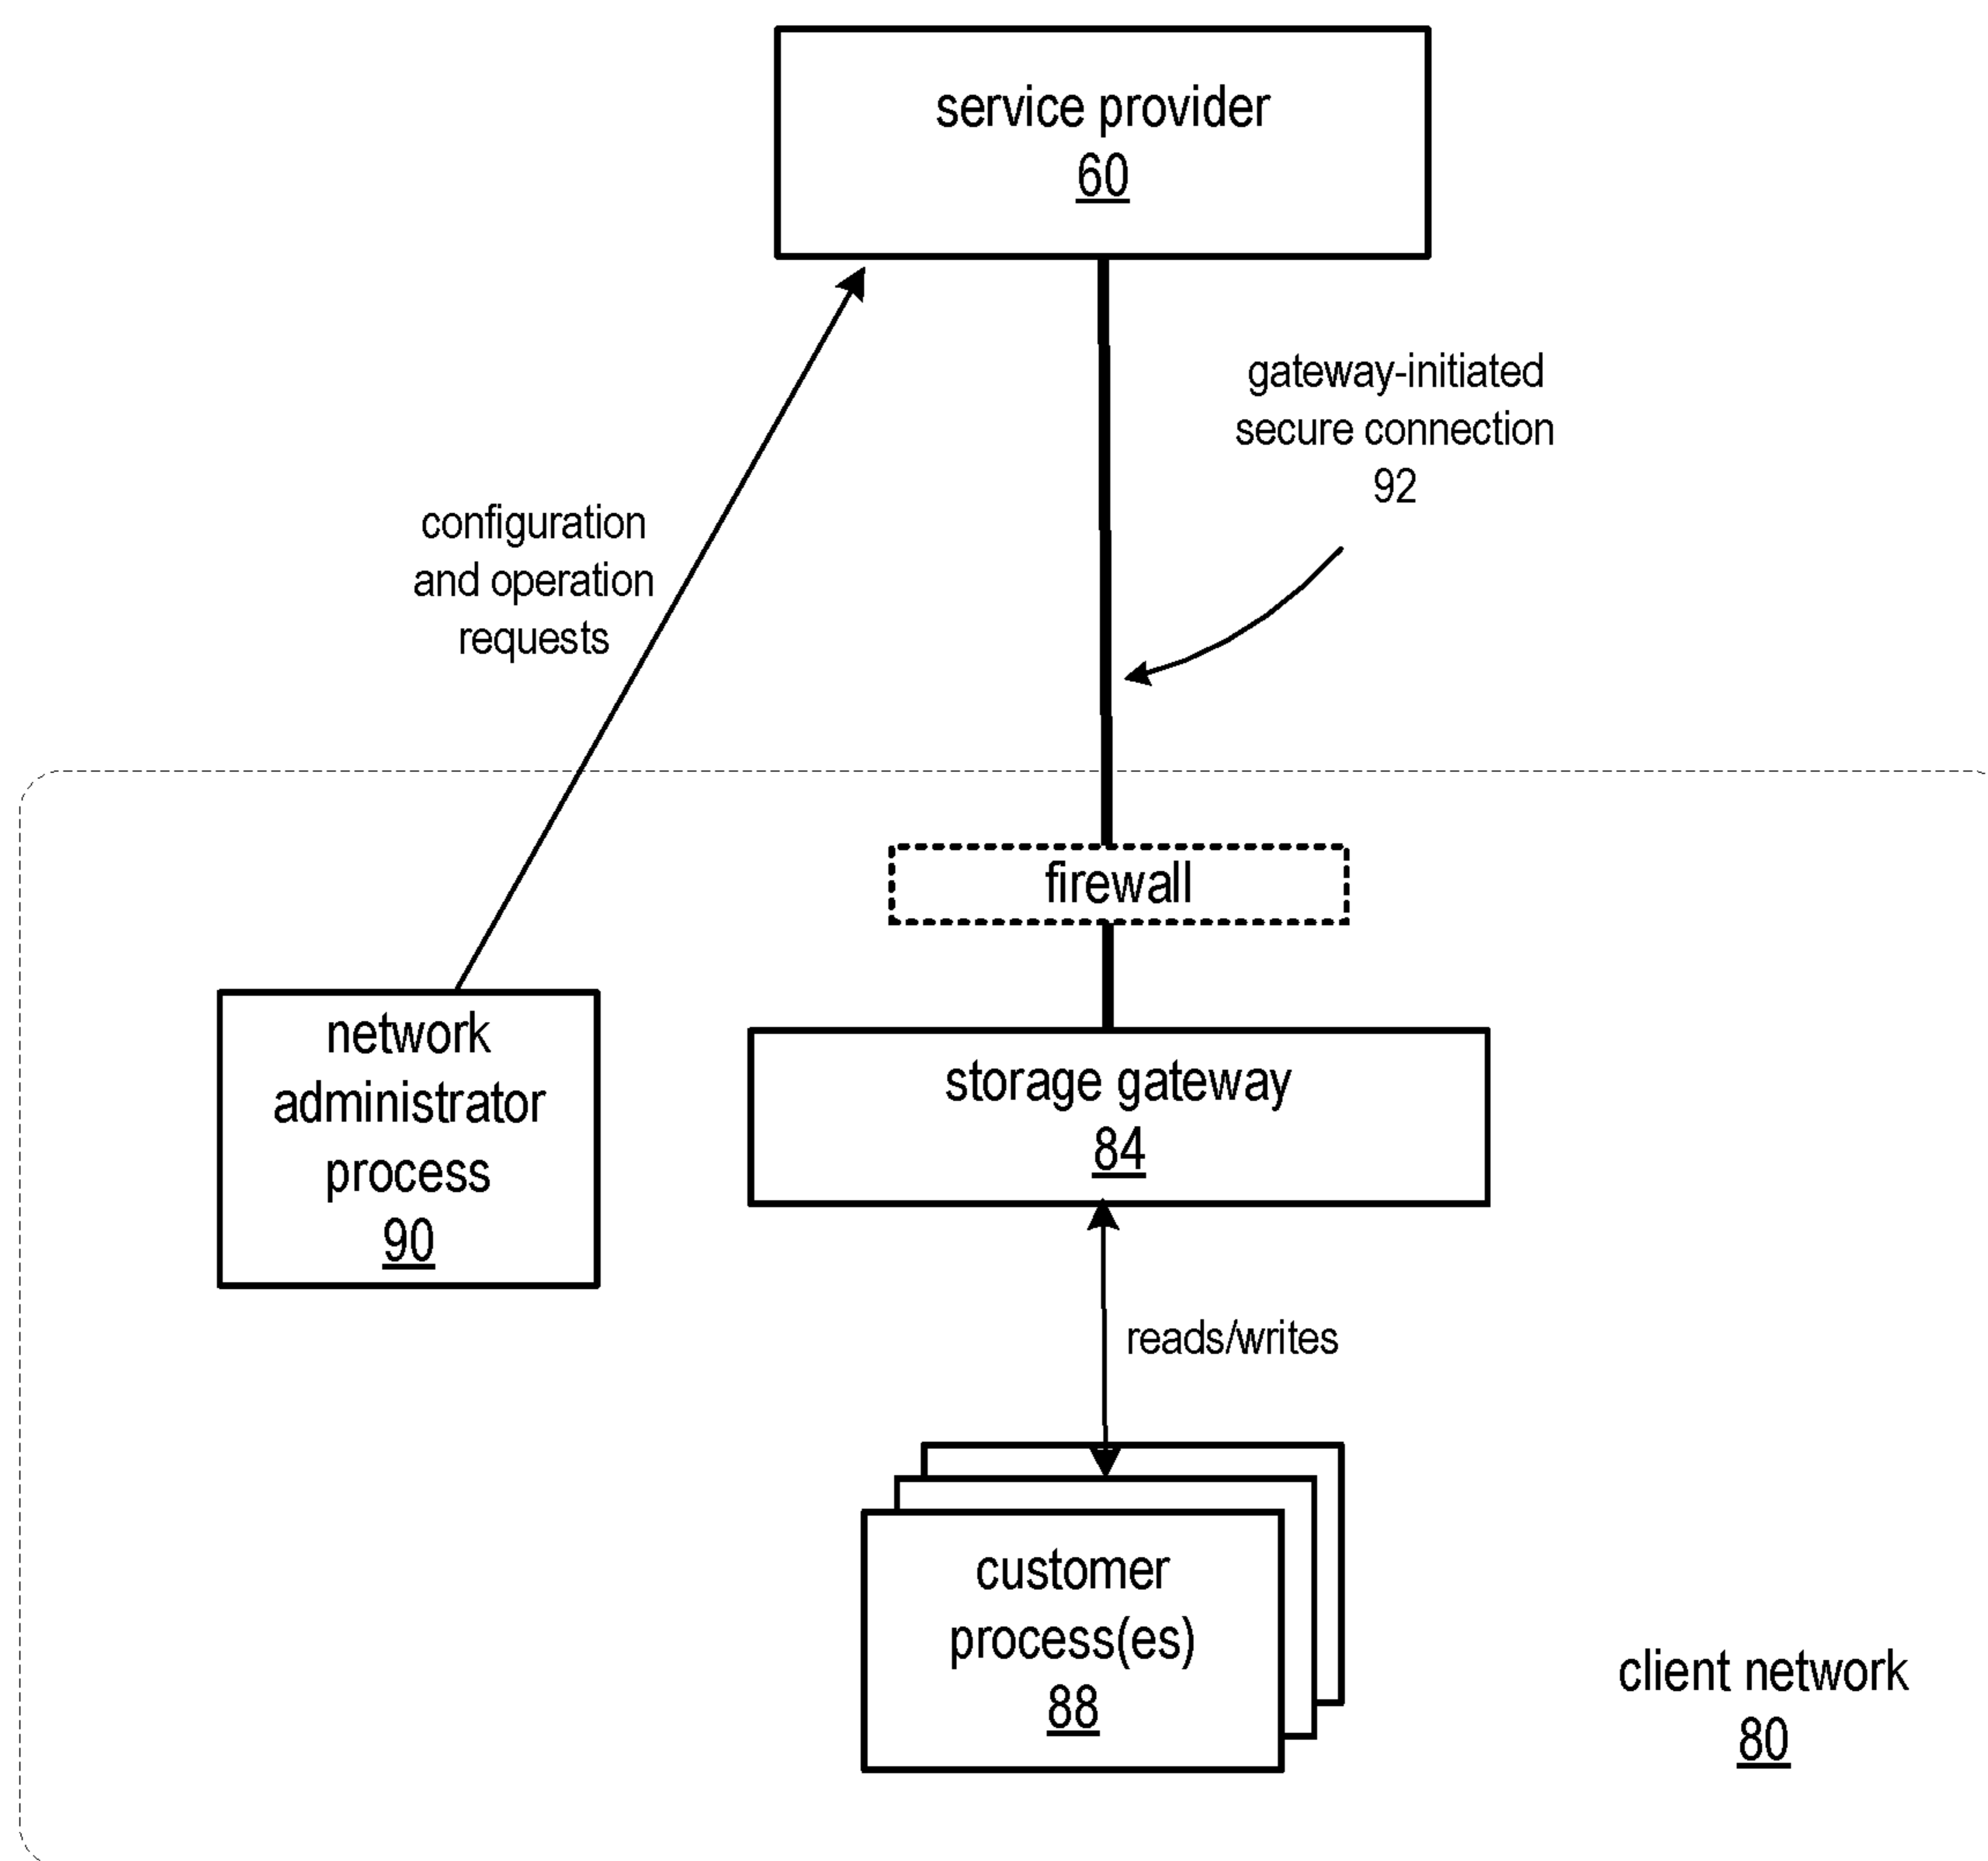 service provider
60
gateway-initiated
secure connection
92
configuration
and operation
requests
firewall
network
administrator
process
90
storage gateway
84
reads/writes
customer
process(es)
88
client network
80